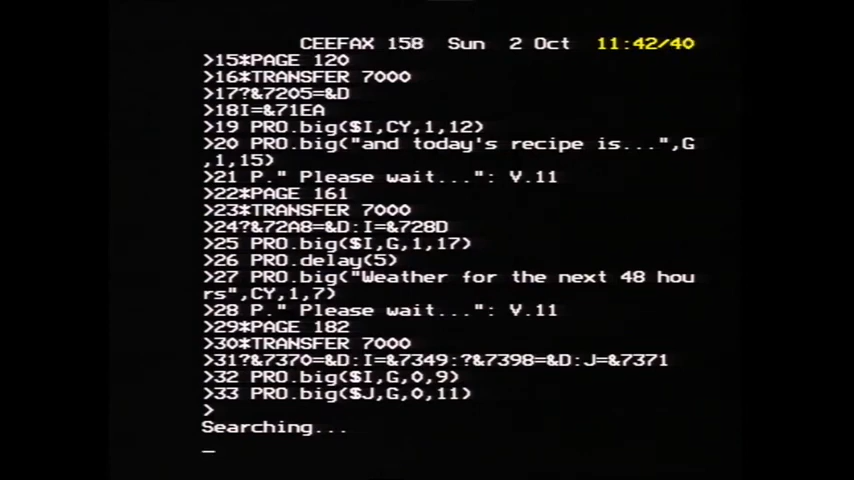 CEEFAX 158 Sun 2 Oct 11:42/40
>15*PAGE 120
>16*TRANSFER 7000
>17?&7205=&D
>18I=&71EA
>19 PRO.big($I,CY,1,12)
>20 PRO.big("and today's recipe is...",G
,1,15)
>21 P." Please wait...": V.11
>22*PAGE 161
>23*TRANSFER 7000
>24?&72A8=&D:I=&728D
>25 PRO.big($I,G,1,17)
>26 PRO.delay(5)
>27 PRO.big("Weather for the next 48 hou
rs",CY,1,7)
>28 P." Please wait...": V.11
>29*PAGE 182
>30*TRANSFER 7000
>31?&7370=&D:I=&7349:?&7398=&D:J=&7371
>32 PRO.big($I,G,0,9)
>33 PRO.big($J,G,0,11)
>
Searching...
_